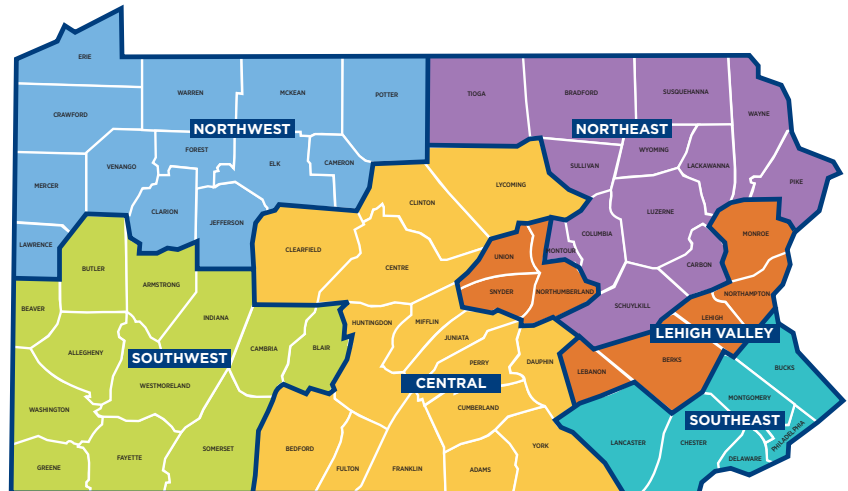 ERIE
WARREN
MCKEAN
POTTER
CRAWFORD
NORTHWEST
FOREST
VENANGO
ELK
CAMERON
MERCER
CLARION
JEFFERSON
LAWRENCE
TIOGA
BRADFORD
SUSQUEHANNA
WAYNE
NORTHEAST
WYOMING
SULLIVAN
LACKAWANNA
PIKE
LUZERNE
COLUMBIA
MONTOUR
CARBON
SCHUYLKILL
LYCOMING
CLINTON
CLEARFIELD
CENTRE
UNION
SNYDER
NORTHUMBERLAND
MONROE
NORTHAMPTON
LEHIGH
LEHIGH VALLEY
BERKS
LEBANON
BUTLER
ARMSTRONG
BEAVER
INDIANA
ALLEGHENY
CAMBRIA
BLAIR
SOUTHWEST
WESTMORELAND
WASHINGTON
GREENE
FAYETTE
SOMERSET
HUNTINGDON
MIFFLIN
JUNIATA
PERRY
DAUPHIN
CENTRAL
CUMBERLAND
BEDFORD
FULTON
FRANKLIN
ADAMS
YORK
BUCKS
MONTGOMERY
SOUTHEAST
LANCASTER
CHESTER
DELAWARE
PHILADELPHIA